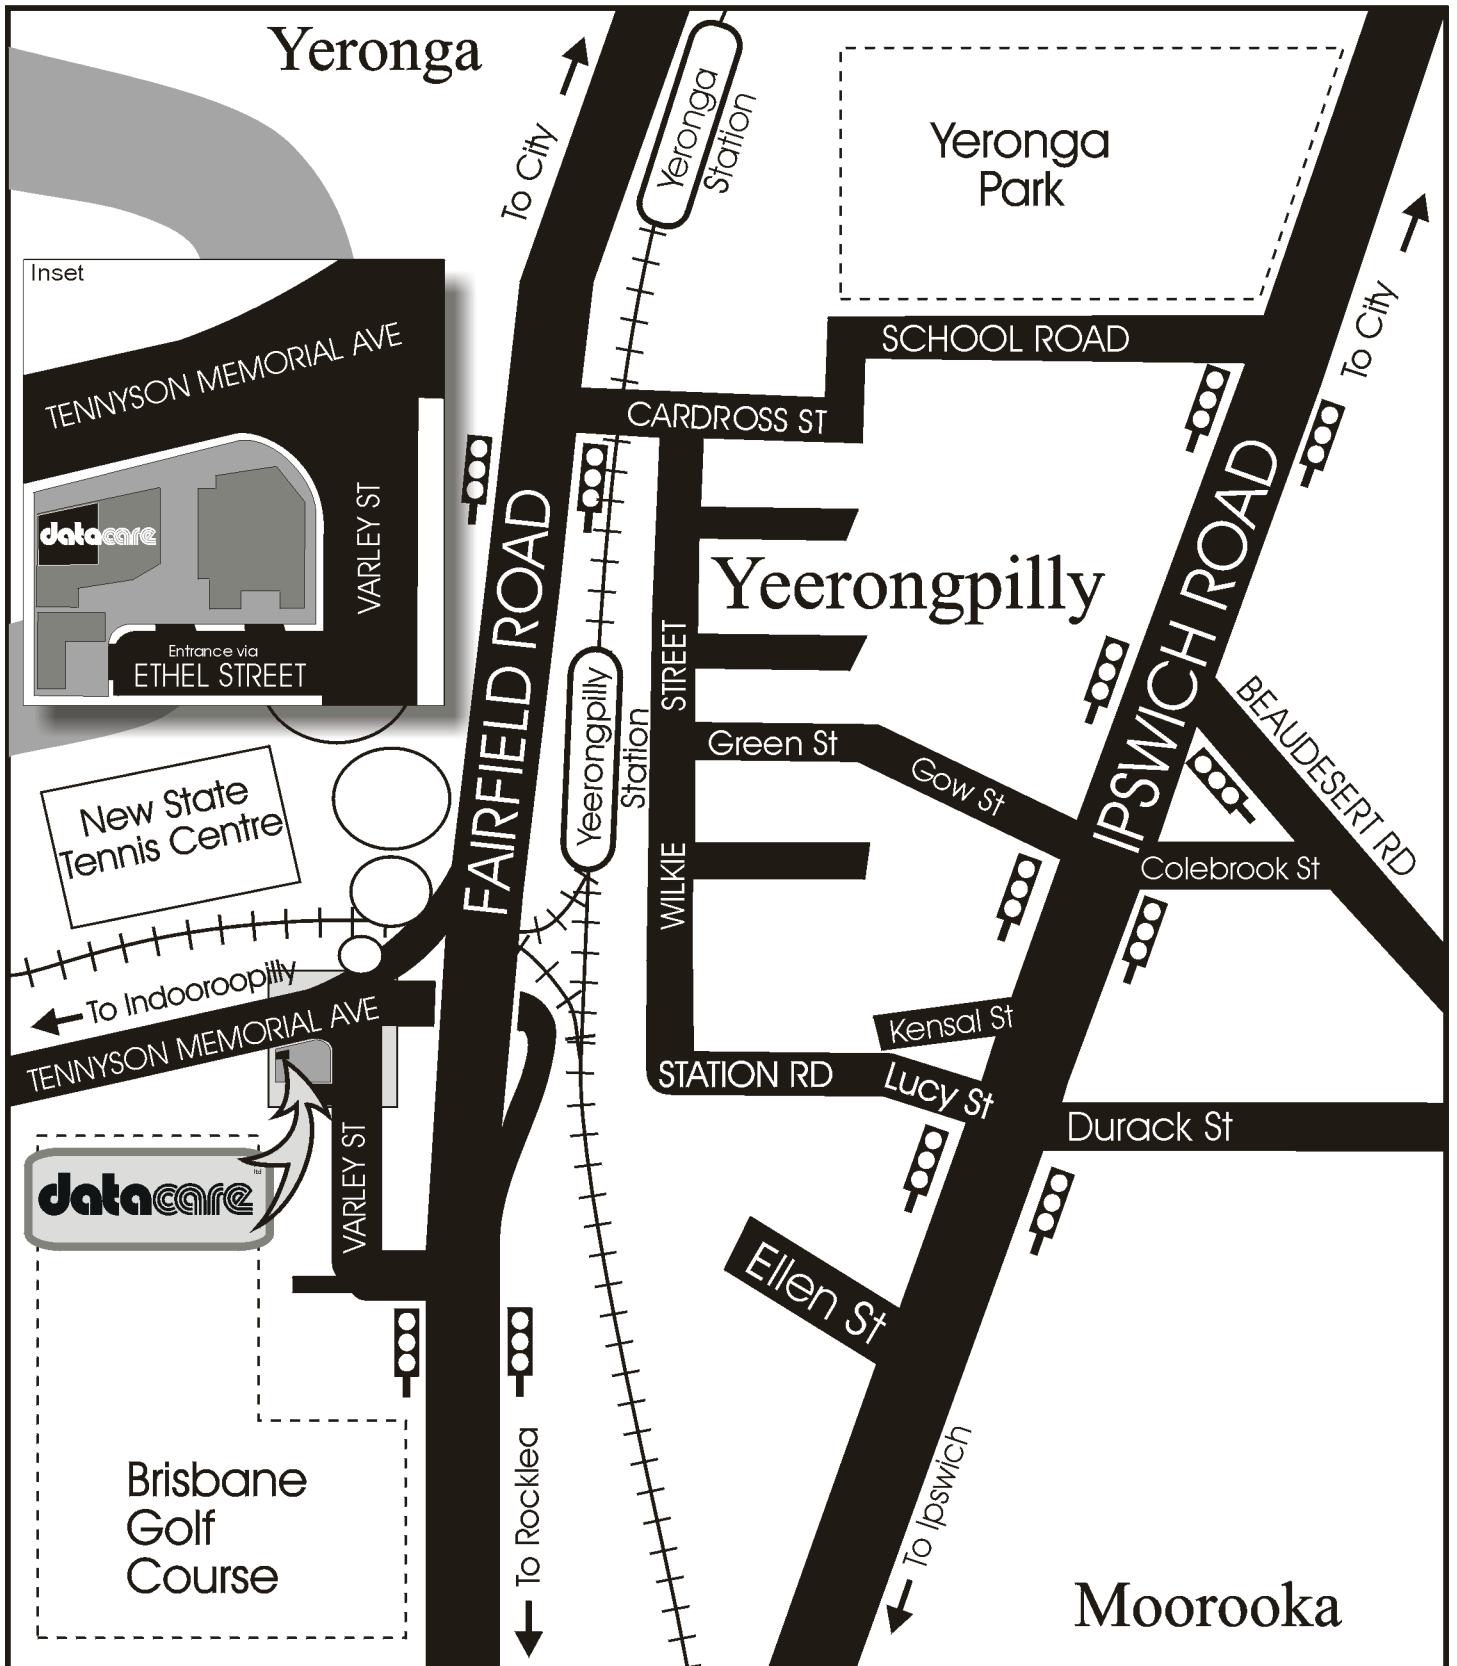 Yeronga
To City
Yeronga
Station
Yeronga
Park
To City
Inset
TENNYSON MEMORIAL AVE
datacare
VARLEY ST
Entrance via
ETHEL STREET
SCHOOL ROAD
CARDROSS ST
FAIRFIELD ROAD
Yeerongpilly
IPSWICH ROAD
WILKIE STREET
Yeerongpilly
Station
Green St
Gow St
BEAUDESERT RD
Colebrook St
New State
Tennis Centre
To Indooroopilly
TENNYSON MEMORIAL AVE
Kensal St
STATION RD
Lucy St
Durack St
datacare
ltd
VARLEY ST
Ellen St
To Rocklea
To Ipswich
Brisbane
Golf
Course
Moorooka